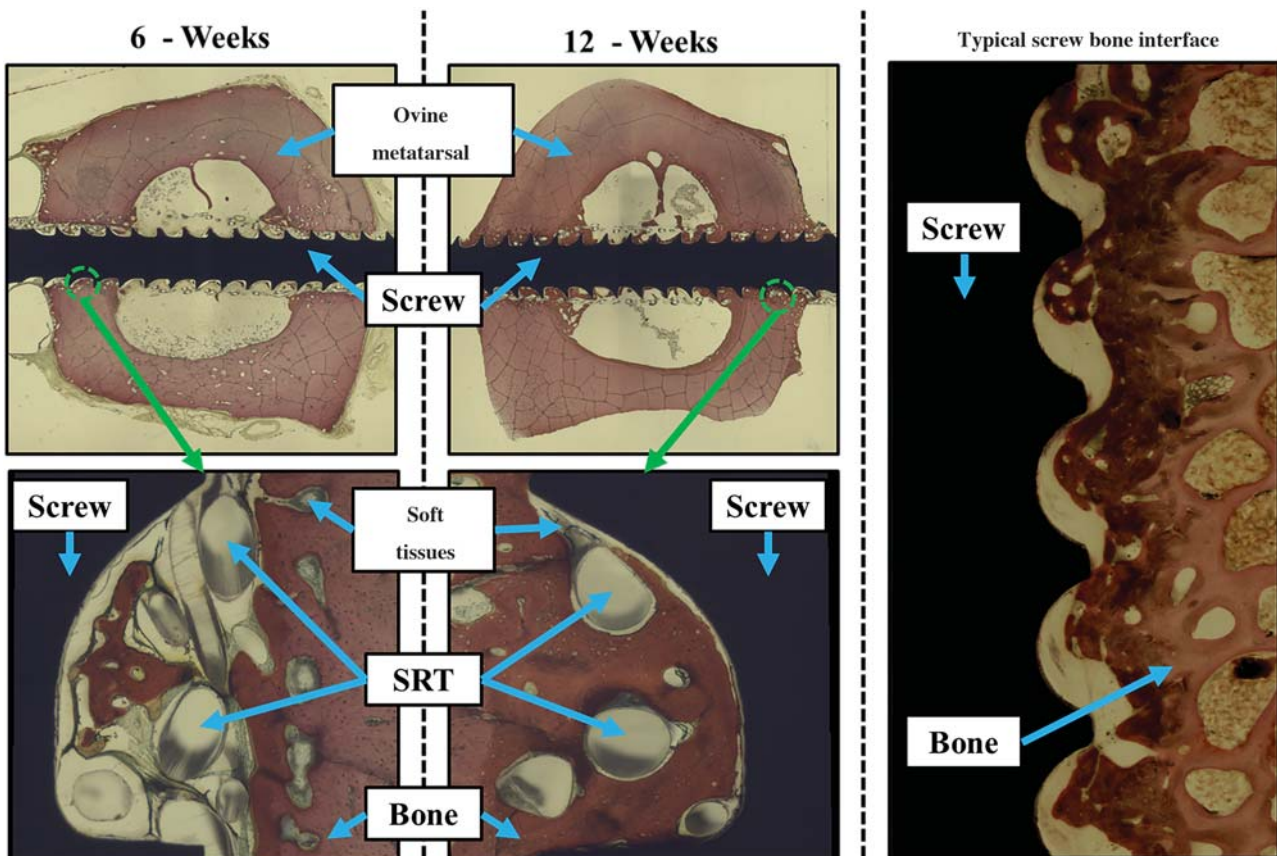 6 - Weeks
12 - Weeks
Typical screw bone interface
Ovine
metatarsal
Screw
Screw
Screw
Soft
tissues
Screw
SRT
Bone
Bone